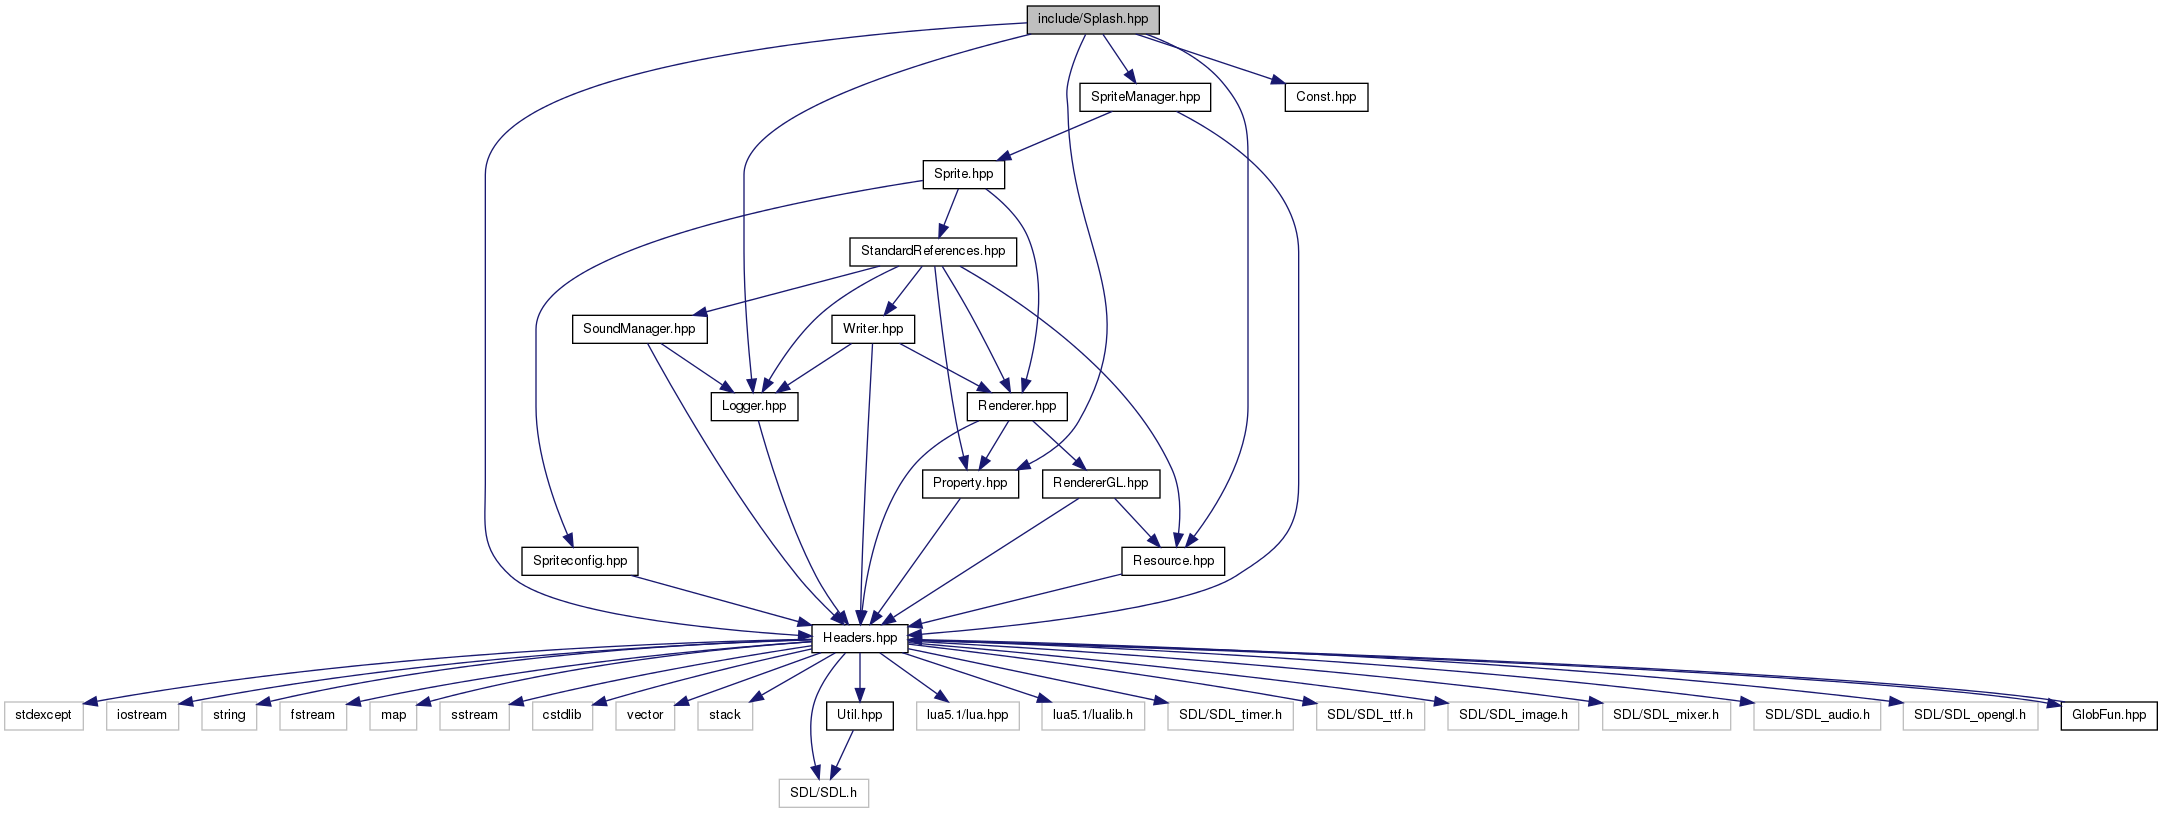 include/Splash.hpp
SpriteManager.hpp
Const.hpp
Sprite.hpp
StandardReferences.hpp
SoundManager.hpp
Writer.hpp
Logger.hpp
Renderer.hpp
Property.hpp
RendererGL.hpp
Spriteconfig.hpp
Resource.hpp
Headers.hpp
stdexcept
iostream
string
fstream
map
sstream
cstdlib
vector
stack
Util.hpp
lua5.1/lua.hpp
lua5.1/lualib.h
SDL/SDL_timer.h
SDL/SDL_ttf.h
SDL/SDL_image.h
SDL/SDL_mixer.h
SDL/SDL_audio.h
SDL/SDL_opengl.h
GlobFun.hpp
SDL/SDL.h